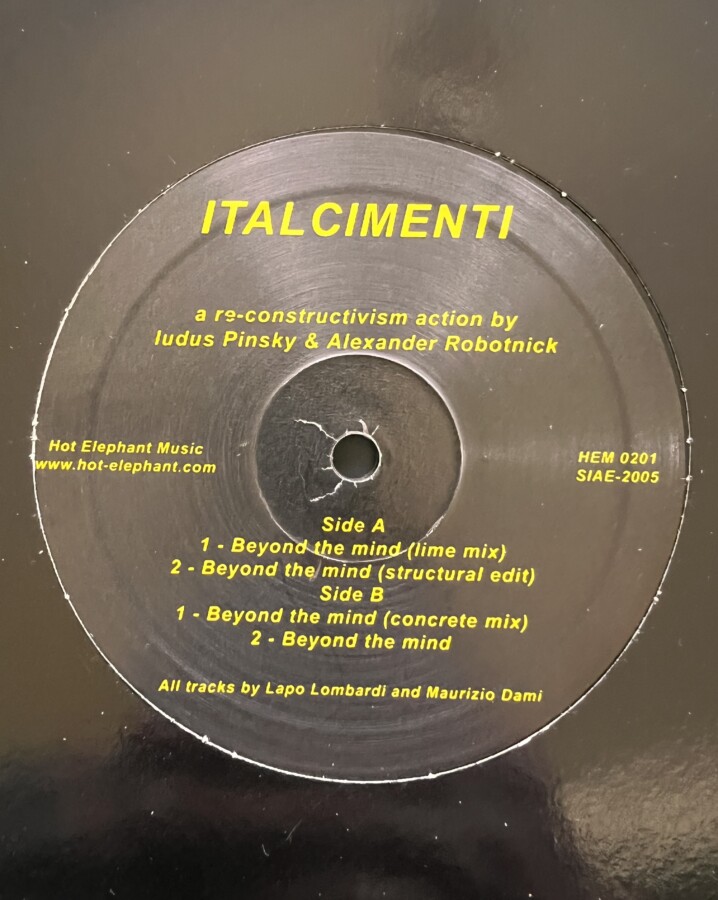 ITALCIMENTI
a re-constructivism action by
ludus Pinsky & Alexander Robotnick
Hot Elephant Music
www.hot-elephant.com
HEM 0201
SIAE-2005
Side A
1 - Beyond the mind (lime mix)
2 - Beyond the mind (structural edit)
Side B
1 - Beyond the mind (concrete mix)
2 - Beyond the mind
All tracks by Lapo Lombardi and Maurizio Dami